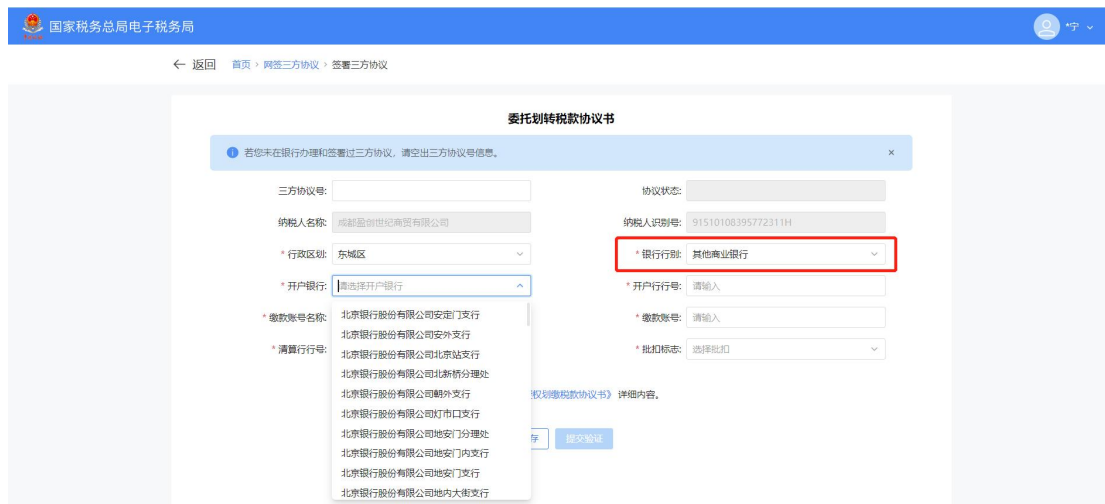 国家税务总局电子税务局
*宁
← 返回 首页 > 网签三方协议 > 签署三方协议
委托划转税款协议书
若您未在银行办理和签署过三方协议，请空出三方协议号信息。
三方协议号:
协议状态:
纳税人名称: 成都盈创世纪商贸有限公司
纳税人识别号: 91510108395772311H
* 行政区划: 东城区
* 银行行别: 其他商业银行
* 开户银行: 请选择开户银行
* 开户行行号: 请输入
* 缴款账号名称:
* 缴款账号: 请输入
* 清算行行号:
* 批扣标志: 选择批扣
北京银行股份有限公司安定门支行
北京银行股份有限公司安外支行
北京银行股份有限公司北京站支行
北京银行股份有限公司北新桥分理处
北京银行股份有限公司朝外支行
北京银行股份有限公司灯市口支行
北京银行股份有限公司地安门分理处
北京银行股份有限公司地安门内支行
北京银行股份有限公司地安门支行
北京银行股份有限公司地内大街支行
权划缴税款协议书》 详细内容。
存
提交验证